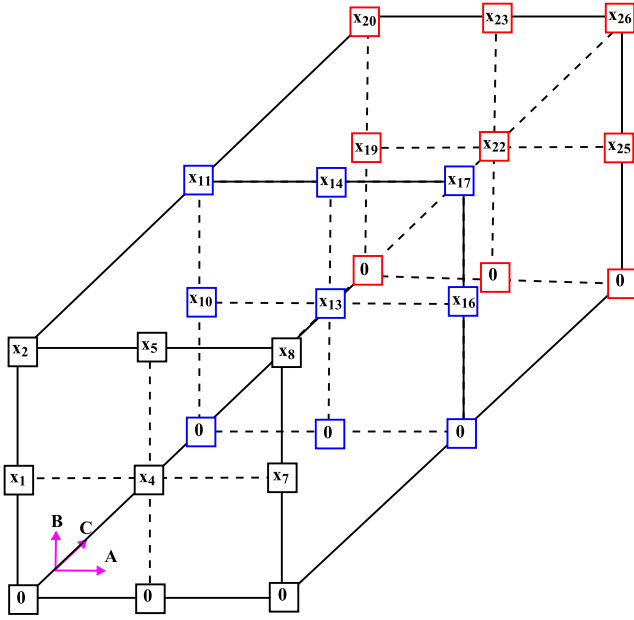 x₂₀ x₂₃ x₂₆
x₁₉ x₂₂ x₂₅
x₁₁ x₁₄ x₁₇
0 0 0
x₁₀ x₁₃ x₁₆
x₂ x₅ x₈
0 0 0
x₁ x₄ x₇
B C
A
0 0 0